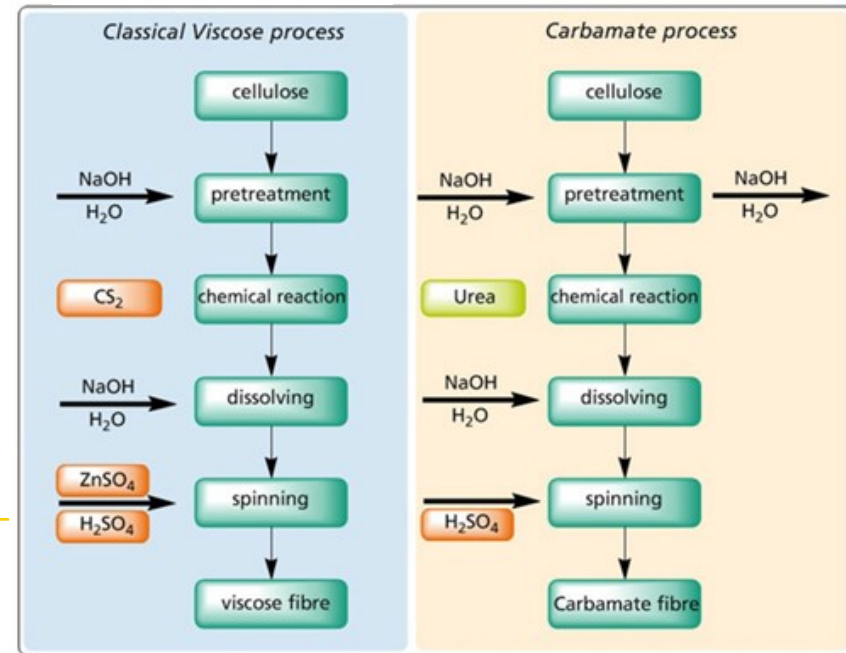 Classical Viscose process
cellulose
NaOH
H₂O
pretreatment
CS₂
chemical reaction
NaOH
H₂O
dissolving
ZnSO₄
H₂SO₄
spinning
viscose fibre
Carbamate process
cellulose
NaOH
H₂O
pretreatment
NaOH
H₂O
Urea
chemical reaction
NaOH
H₂O
dissolving
H₂SO₄
spinning
Carbamate fibre